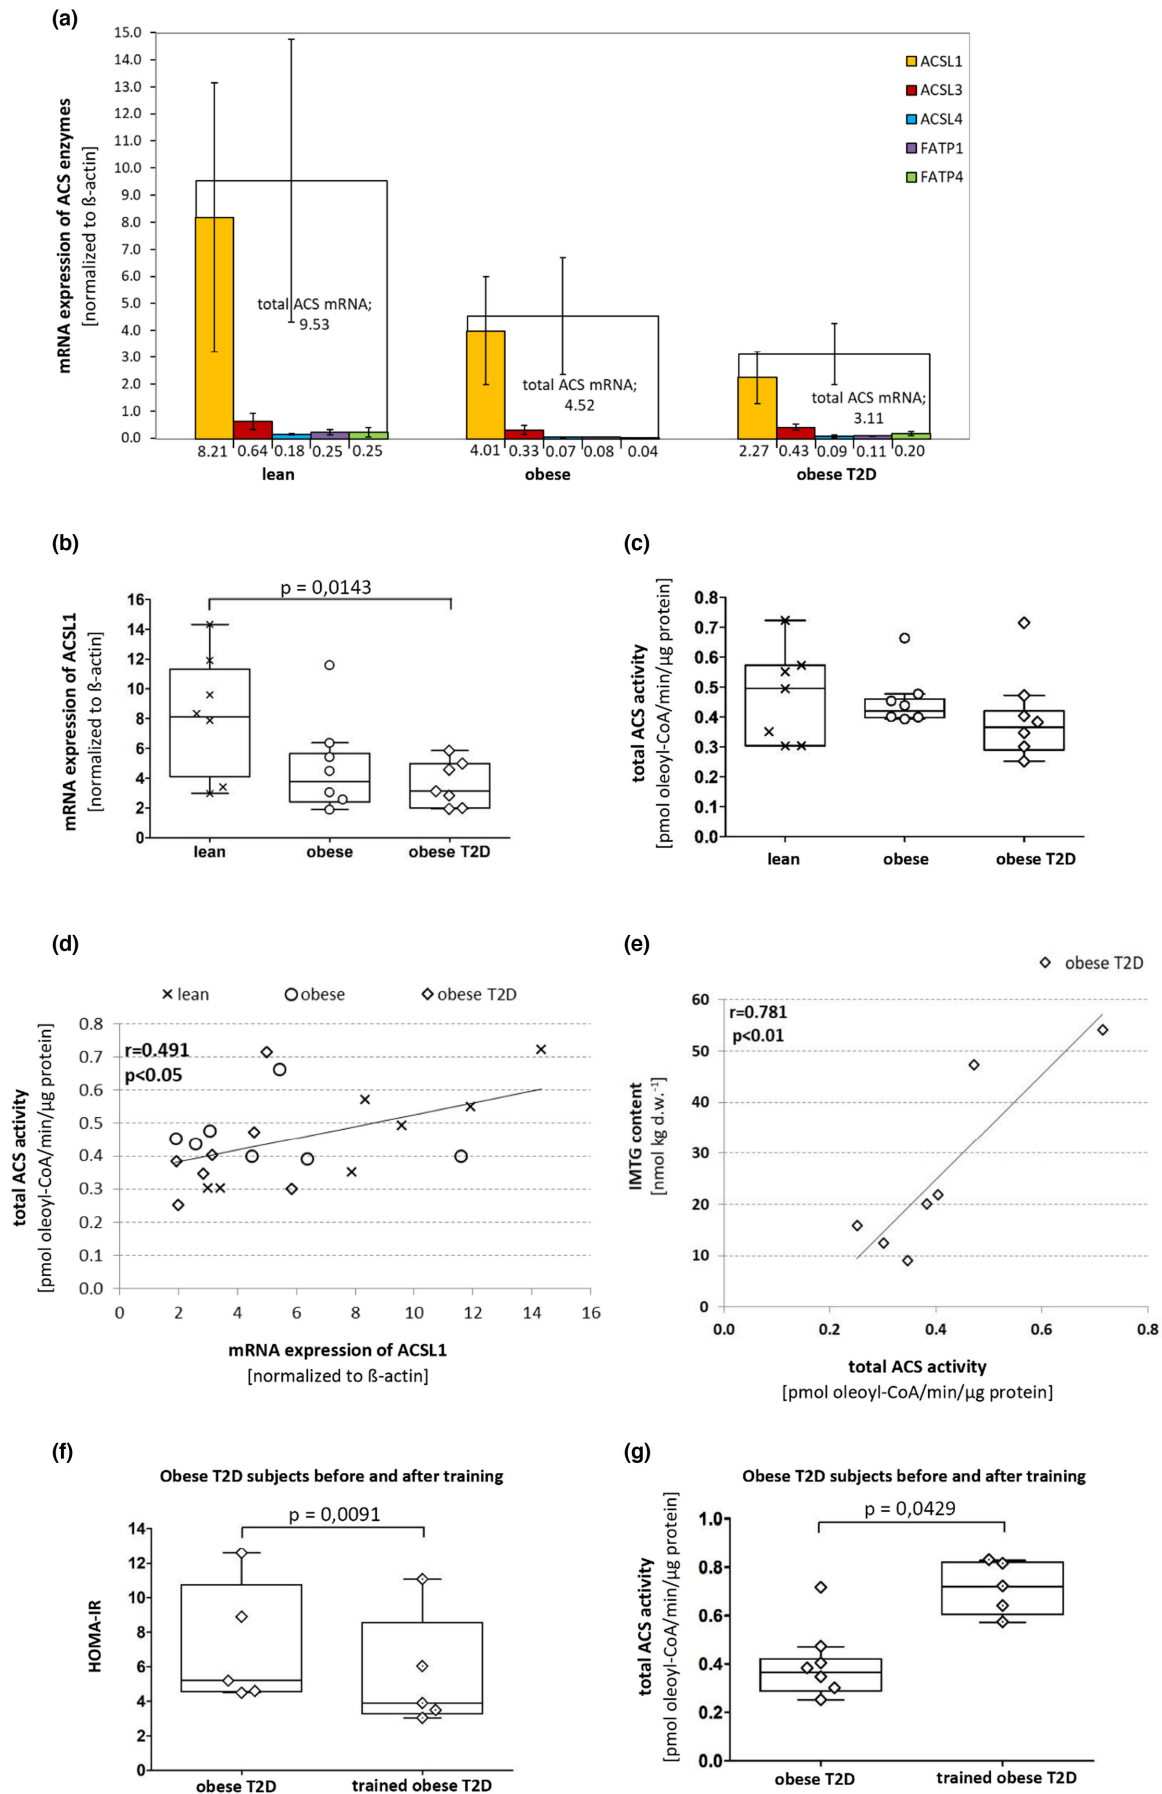 (a)
mRNA expression of ACS enzymes
[normalized to ß-actin]
15.0
14.0
13.0
12.0
11.0
10.0
9.0
8.0
7.0
6.0
5.0
4.0
3.0
2.0
1.0
0.0
ACSL1
ACSL3
ACSL4
FATP1
FATP4
total ACS mRNA;
9.53
total ACS mRNA;
4.52
total ACS mRNA;
3.11
8.21 0.64 0.18 0.25 0.25
4.01 0.33 0.07 0.08 0.04
2.27 0.43 0.09 0.11 0.20
lean
obese
obese T2D
(b)
mRNA expression of ACSL1
[normalized to ß-actin]
p = 0,0143
16
14
12
10
8
6
4
2
0
lean
obese
obese T2D
(c)
total ACS activity
[pmol oleoyl-CoA/min/µg protein]
0.8
0.7
0.6
0.5
0.4
0.3
0.2
0.1
0.0
lean
obese
obese T2D
(d)
lean
obese
obese T2D
total ACS activity
[pmol oleoyl-CoA/min/µg protein]
r=0.491
p<0.05
0.8
0.7
0.6
0.5
0.4
0.3
0.2
0.1
0.0
0 2 4 6 8 10 12 14 16
mRNA expression of ACSL1
[normalized to ß-actin]
(e)
obese T2D
IMTG content
[nmol kg d.w.⁻¹]
r=0.781
p<0.01
60
50
40
30
20
10
0
0.0 0.2 0.4 0.6 0.8
total ACS activity
[pmol oleoyl-CoA/min/µg protein]
(f)
Obese T2D subjects before and after training
p = 0,0091
HOMA-IR
14
12
10
8
6
4
2
0
obese T2D
trained obese T2D
(g)
Obese T2D subjects before and after training
p = 0,0429
total ACS activity
[pmol oleoyl-CoA/min/µg protein]
1.0
0.8
0.6
0.4
0.2
0.0
obese T2D
trained obese T2D